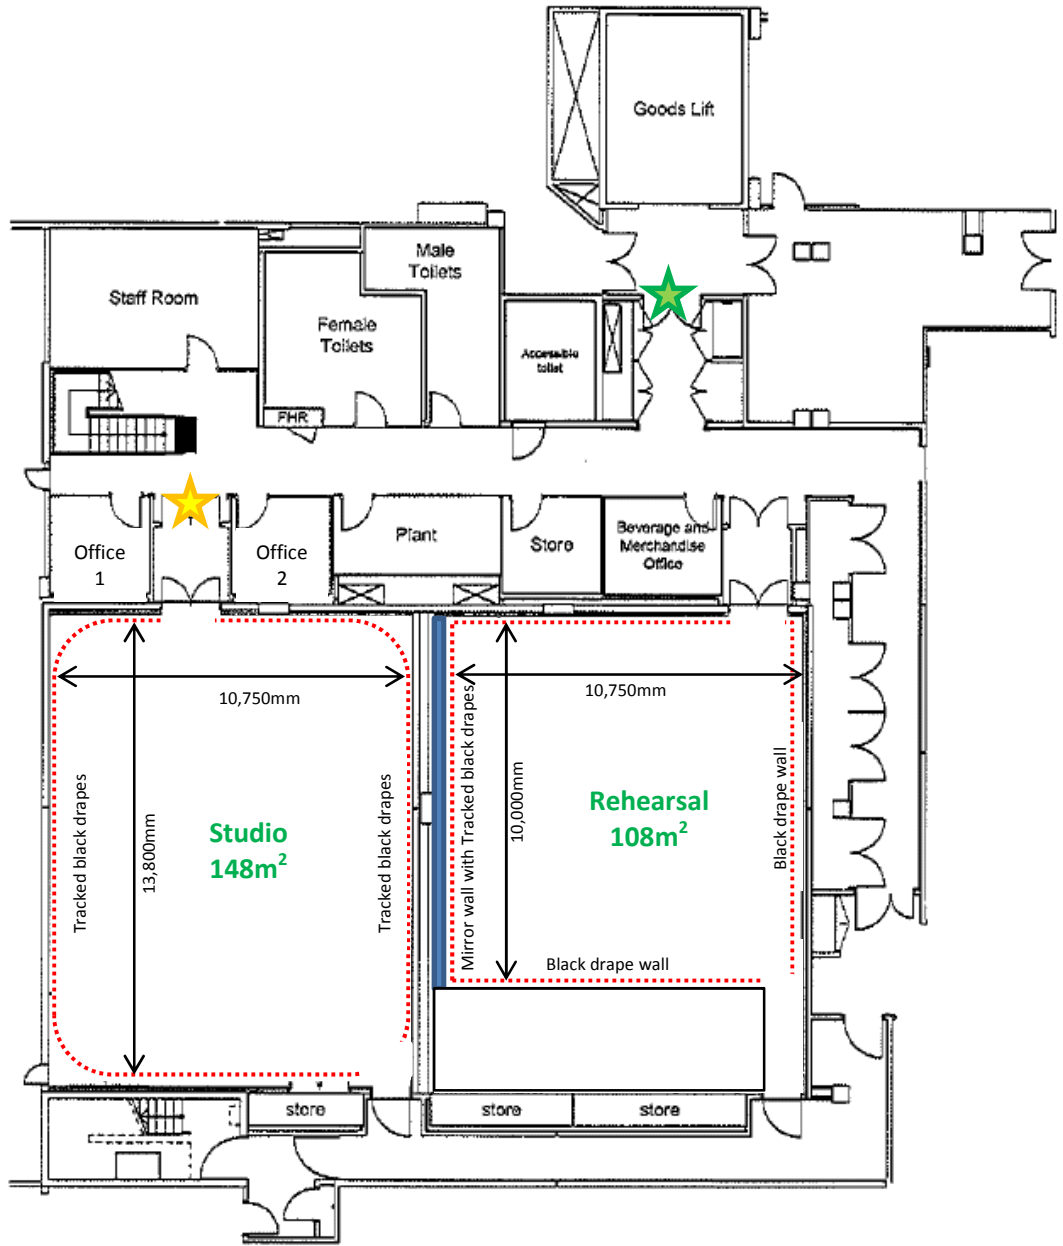 Goods Lift
Male
Toilets
Staff Room
Female
Toilets
Accessible
toilet
FHR
Office
1
Office
2
Plant
Store
Beverage and
Merchandise
Office
10,750mm
10,750mm
Tracked black drapes
13,800mm
Tracked black drapes
Mirror wall with Tracked black drapes
10,000mm
Black drape wall
Studio
148m²
Rehearsal
108m²
Black drape wall
store
store
store